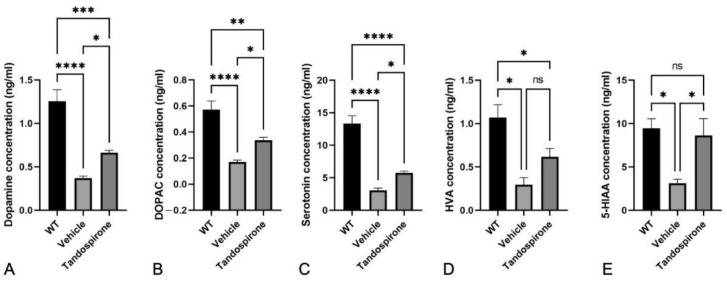 ***
**
****
*
ns
****
*
****
*
****
*
*
ns
*
*
Dopamine concentration (ng/ml)
1.5
1.0
0.5
0.0
WT
Vehicle
Tandospirone
A
DOPAC concentration (ng/ml)
0.8
0.6
0.4
0.2
0.0
0.2
WT
Vehicle
Tandospirone
B
Serotonin concentration (ng/ml)
20
15
10
5
0
WT
Vehicle
Tandospirone
C
HVA concentration (ng/ml)
1.5
1.0
0.5
0.0
WT
Vehicle
Tandospirone
D
5-HIAA concentration (ng/ml)
15
10
5
0
WT
Vehicle
Tandospirone
E